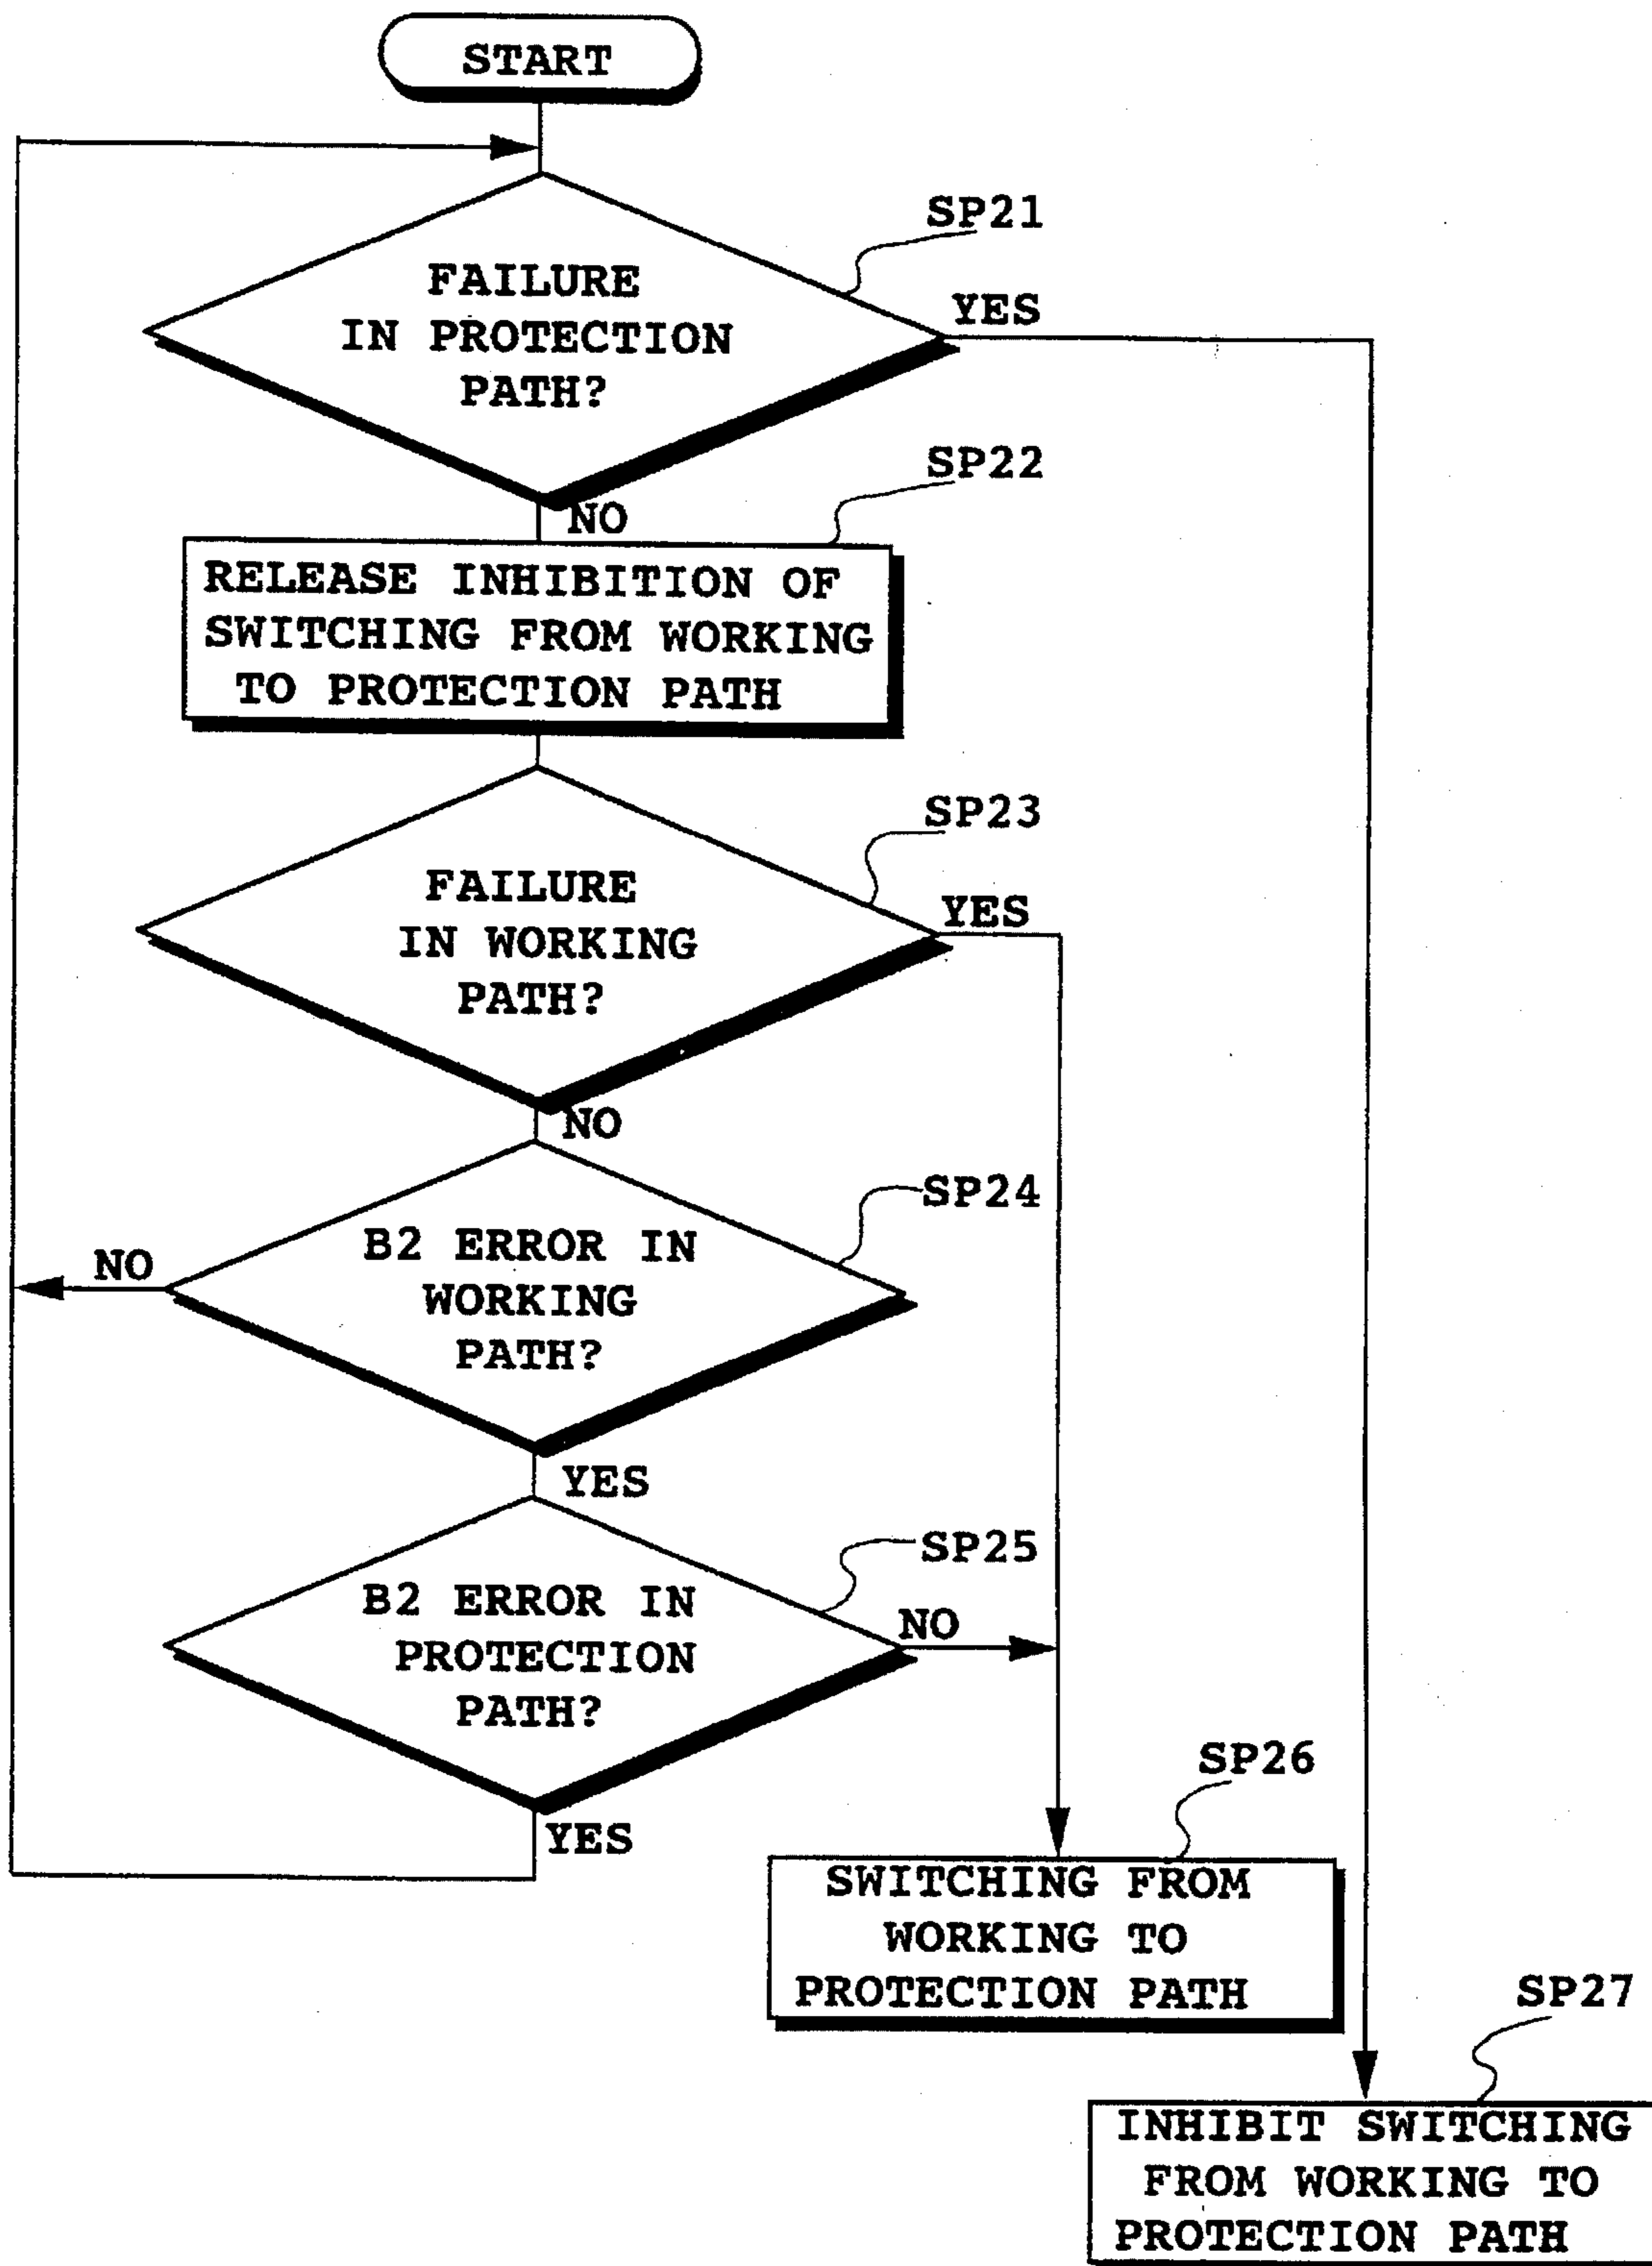 START
SP21
FAILURE
IN PROTECTION
PATH?
YES
NO
SP22
RELEASE INHIBITION OF
SWITCHING FROM WORKING
TO PROTECTION PATH
SP23
FAILURE
IN WORKING
PATH?
YES
NO
SP24
B2 ERROR IN
WORKING
PATH?
NO
YES
SP25
B2 ERROR IN
PROTECTION
PATH?
NO
YES
SP26
SWITCHING FROM
WORKING TO
PROTECTION PATH
SP27
INHIBIT SWITCHING
FROM WORKING TO
PROTECTION PATH